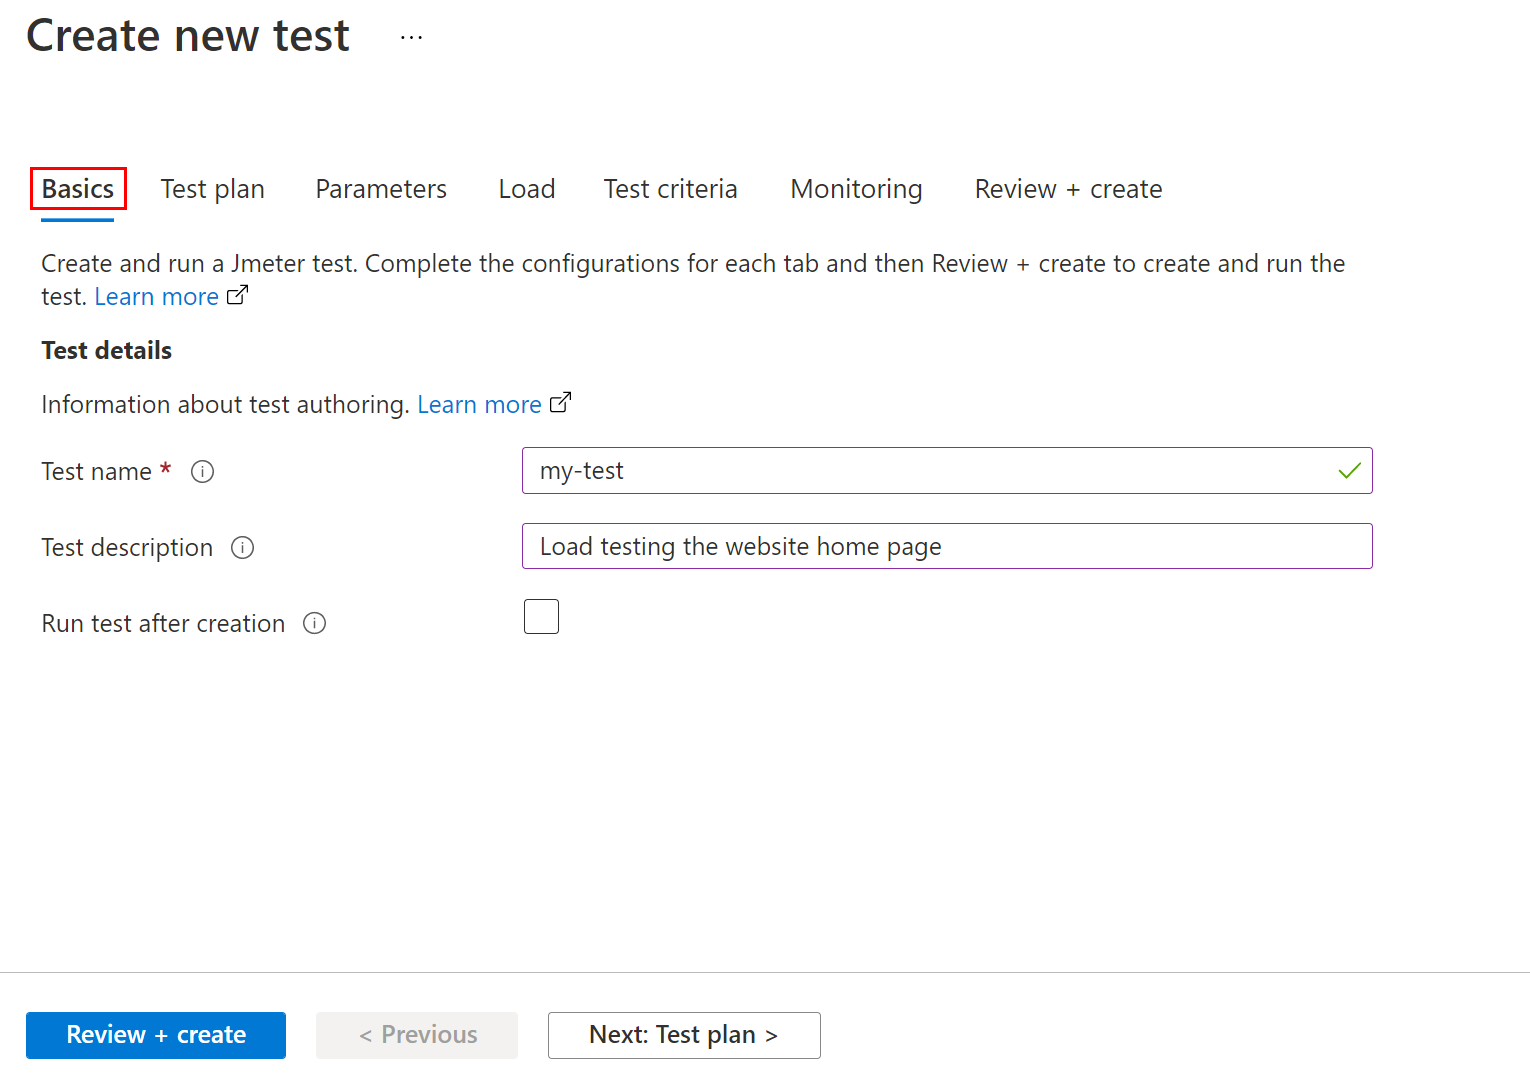 Create new test ...
Basics Test plan Parameters Load Test criteria Monitoring Review + create
Create and run a Jmeter test. Complete the configurations for each tab and then Review + create to create and run the
test. Learn more
Test details
Information about test authoring. Learn more
Test name * my-test
Test description Load testing the website home page
Run test after creation
Review + create < Previous Next: Test plan >